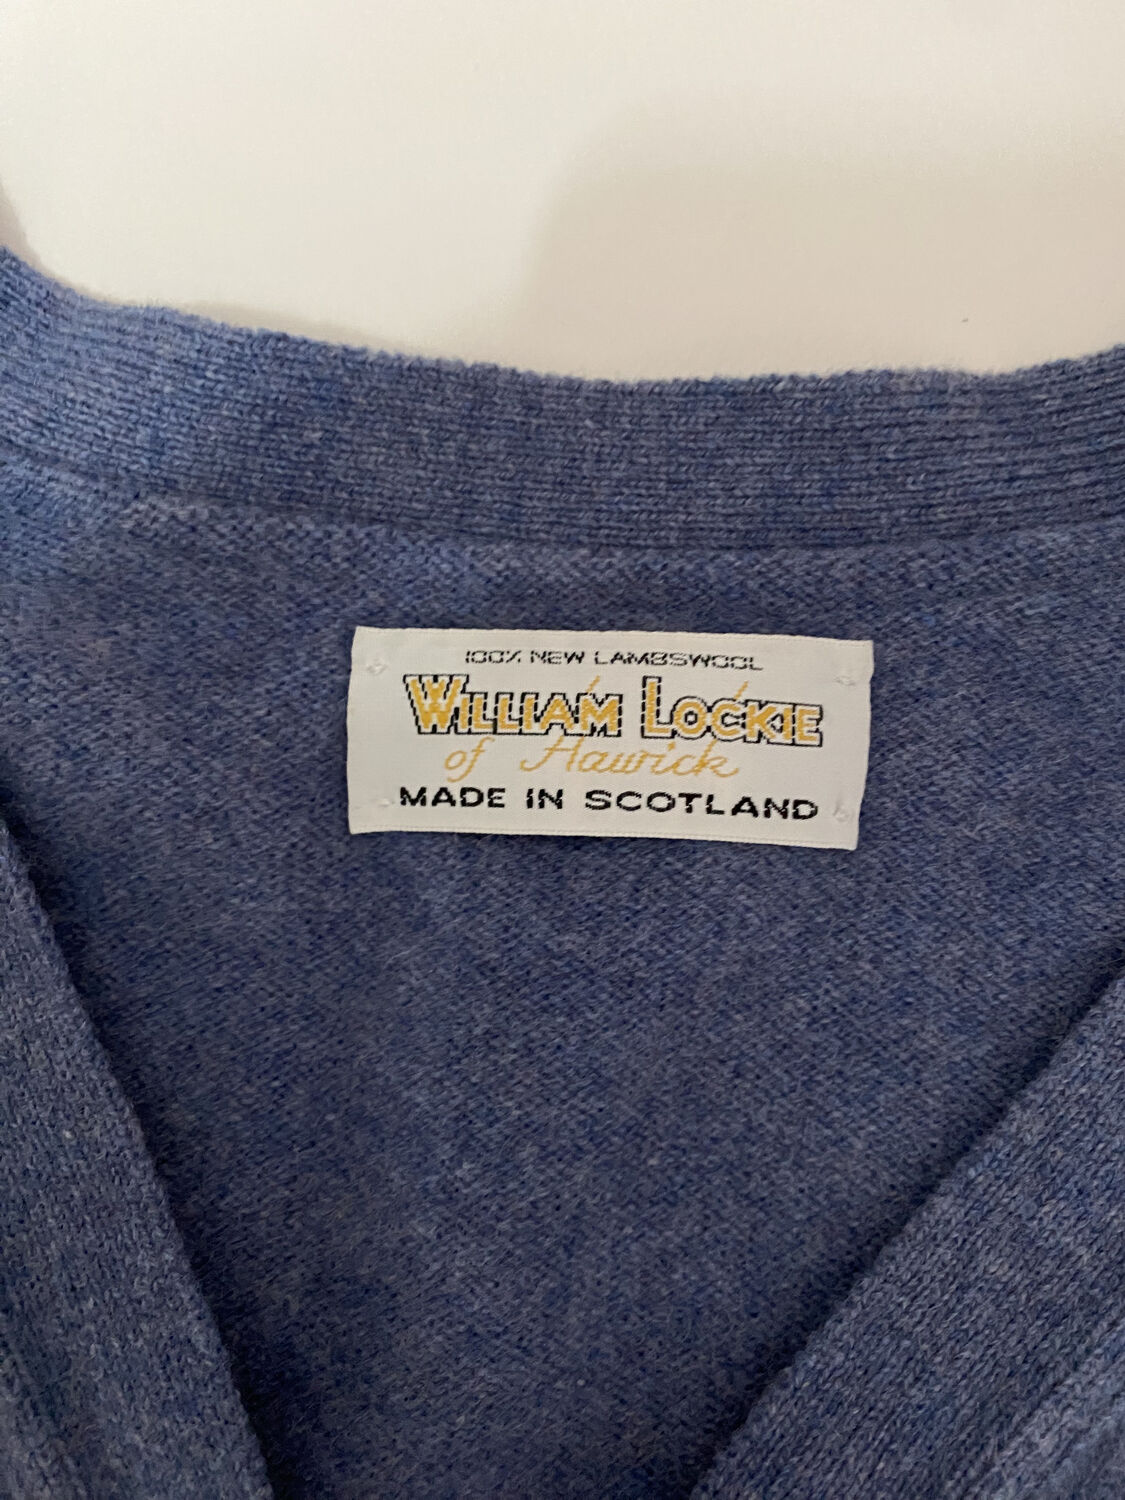 100% NEW LAMBSWOOL
WILLIAM LOCKIE
of Hawick
MADE IN SCOTLAND